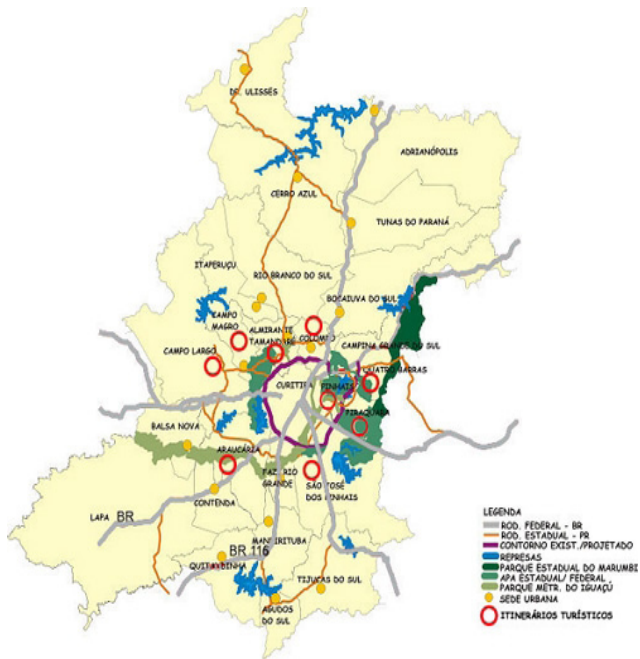 DR. ULISSES
ADRIANÓPOLIS
CERRO AZUL
TUNAS DO PARANÁ
ITAPERUÇU
RIO BRANCO DO SUL
BOCAIUVA DO SUL
CAMPO
MAGRO
ALMIRANTE
TAMANDARÉ
COLOMBO
CAMPINA GRANDE DO SUL
CAMPO LARGO
QUATRO BARRAS
CURITIBA
PINHAIS
PIRAQUARA
BALSA NOVA
ARAUCÁRIA
FAZ. RIO
GRANDE
SÃO JOSÉ
DOS PINHAIS
CONTENDA
LAPA
BR
MANDIRITUBA
BR 116
QUITANDINHA
TIJUCAS DO SUL
AGUDOS
DO SUL
LEGENDA
ROD. FEDERAL - BR
ROD. ESTADUAL - PR
CONTORNO EXIST./PROJETADO
REPRESAS
PARQUE ESTADUAL DO MARUMBI
APA ESTADUAL/ FEDERAL
PARQUE METR. DO IGUAÇÚ
SEDE URBANA
ITINERÁRIOS TURÍSTICOS